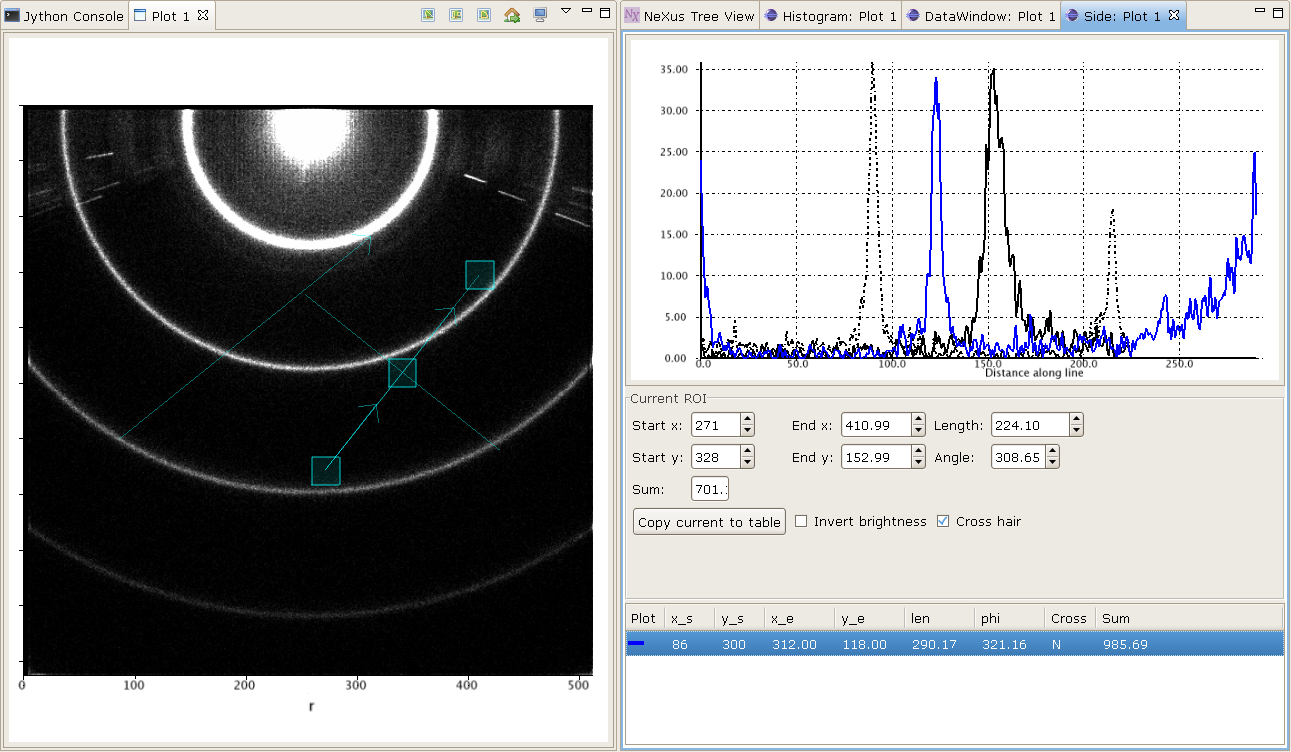 Jython Console Plot 1 NeXus Tree View Histogram: Plot 1 DataWindow: Plot 1 Side: Plot 1
35.00
30.00
25.00
20.00
15.00
10.00
5.00
0.00
0.0 50.0 100.0 150.0 200.0 250.0
Distance along line
Current ROI
Start x: 271 End x: 410.99 Length: 224.10
Start y: 328 End y: 152.99 Angle: 308.65
Sum: 701.
Copy current to table Invert brightness Cross hair
Plot x_s y_s x_e y_e len phi Cross Sum
86 300 312.00 118.00 290.17 321.16 N 985.69
0 100 200 300 400 500
r